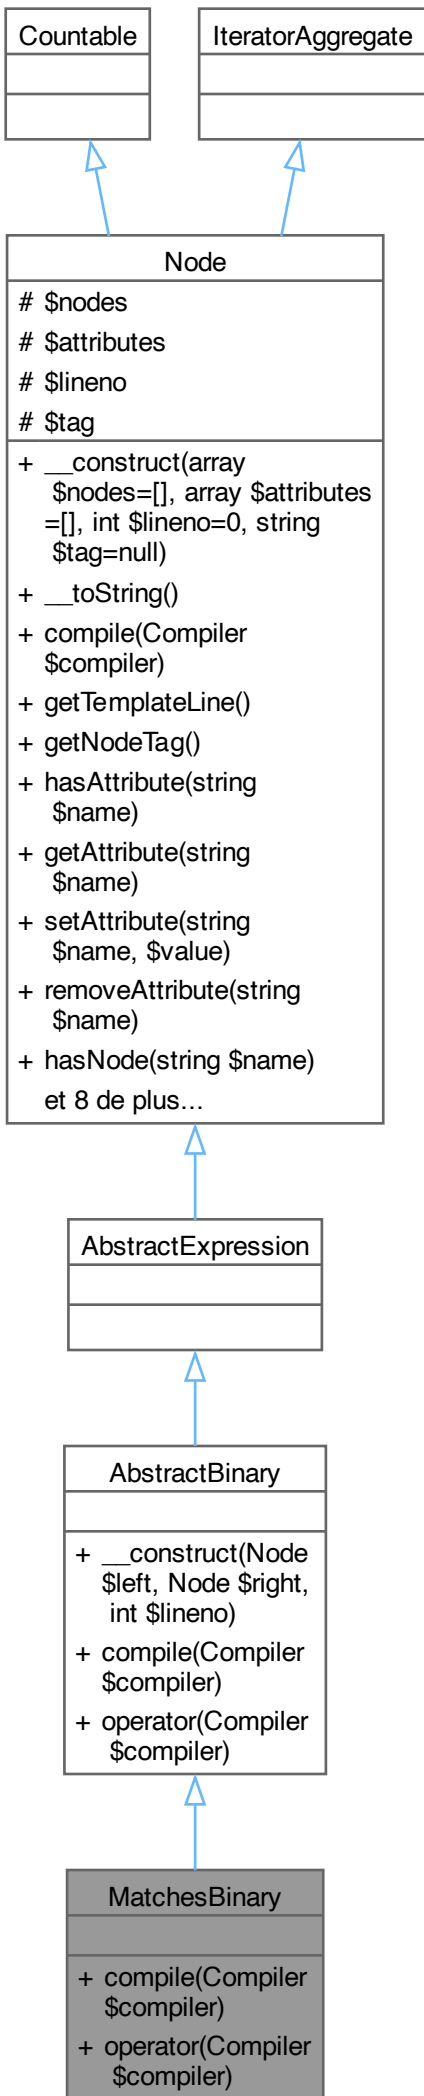 Countable
IteratorAggregate
Node
# $nodes
# $attributes
# $lineno
# $tag
+ __construct(array
$nodes=[], array $attributes
=[], int $lineno=0, string
$tag=null)
+ __toString()
+ compile(Compiler
$compiler)
+ getTemplateLine()
+ getNodeTag()
+ hasAttribute(string
$name)
+ getAttribute(string
$name)
+ setAttribute(string
$name, $value)
+ removeAttribute(string
$name)
+ hasNode(string $name)
et 8 de plus...
AbstractExpression
AbstractBinary
+ __construct(Node
$left, Node $right,
int $lineno)
+ compile(Compiler
$compiler)
+ operator(Compiler
$compiler)
MatchesBinary
+ compile(Compiler
$compiler)
+ operator(Compiler
$compiler)